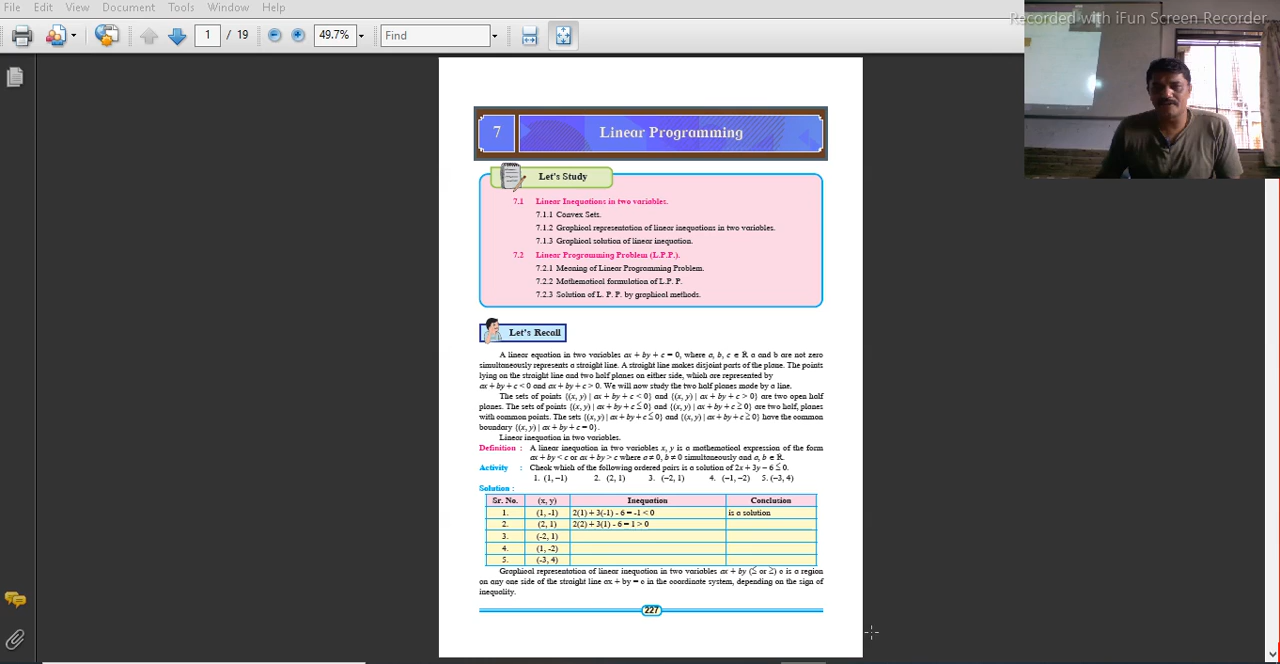 File Edit View Document Tools Window Help
Recorded with iFun Screen Recorder
1 / 19 49.7% Find
7 Linear Programming
Let's Study
7.1 Linear Inequations in two variables.
7.1.1 Convex Sets.
7.1.2 Graphical representation of linear inequations in two variables.
7.1.3 Graphical solution of linear inequation.
7.2 Linear Programming Problem (L.P.P.).
7.2.1 Meaning of Linear Programming Problem.
7.2.2 Mathematical formulation of L.P. P.
7.2.3 Solution of L. P. P. by graphical methods.
Let's Recall
A linear equation in two variables ax + by + c = 0, where a, b, c ∈ R a and b are not zero
simultaneously represents a straight line. A straight line makes disjoint parts of the plane. The points
lying on the straight line and two half planes on either side, which are represented by
ax + by + c < 0 and ax + by + c > 0. We will now study the two half planes made by a line.
The sets of points {(x, y) | ax + by + c < 0} and {(x, y) | ax + by + c > 0} are two open half
planes. The sets of points {(x, y) | ax + by + c ≤ 0} and {(x, y) | ax + by + c ≥ 0} are two half, planes
with common points. The sets {(x, y) | ax + by + c ≤ 0} and {(x, y) | ax + by + c ≥ 0} have the common
boundary {(x, y) | ax + by + c = 0}.
Linear inequation in two variables.
Definition : A linear inequation in two variables x, y is a mathematical expression of the form
ax + by < c or ax + by > c where a ≠ 0, b ≠ 0 simultaneously and a, b ∈ R.
Activity : Check which of the following ordered pairs is a solution of 2x + 3y − 6 ≤ 0.
1. (1, −1) 2. (2, 1) 3. (−2, 1) 4. (−1, −2) 5. (−3, 4)
Solution :
Sr. No. (x, y) Inequation Conclusion
1. (1, -1) 2(1) + 3(-1) - 6 = -1 < 0 is a solution
2. (2, 1) 2(2) + 3(1) - 6 = 1 > 0
3. (-2, 1)
4. (1, -2)
5. (-3, 4)
Graphical representation of linear inequation in two variables ax + by (≤ or ≥) c is a region
on any one side of the straight line ax + by = c in the coordinate system, depending on the sign of
inequality.
227